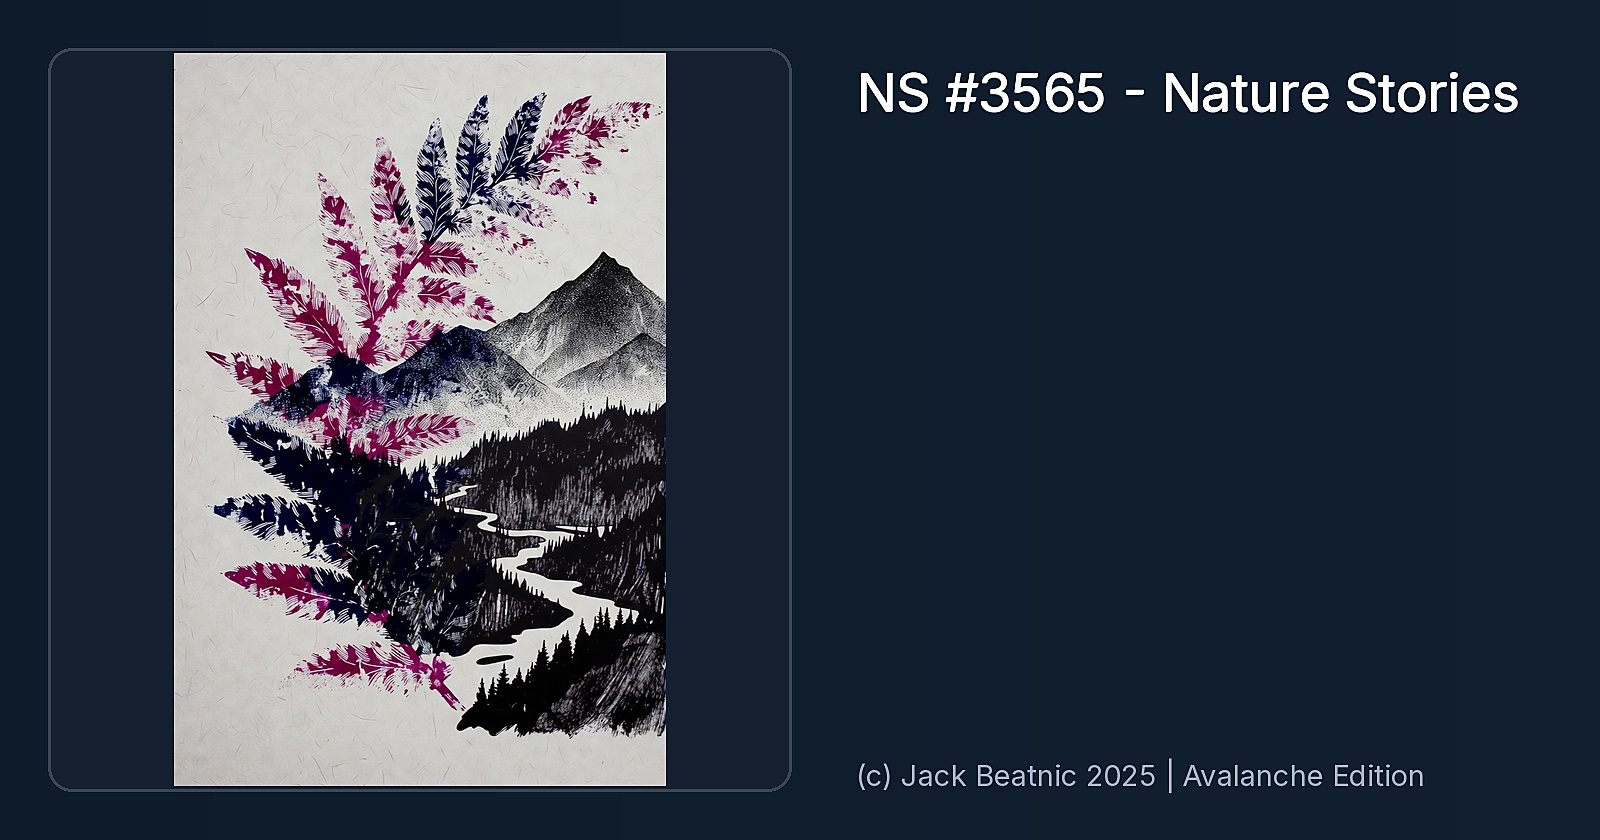 NS #3565 - Nature Stories
(c) Jack Beatnic 2025 | Avalanche Edition